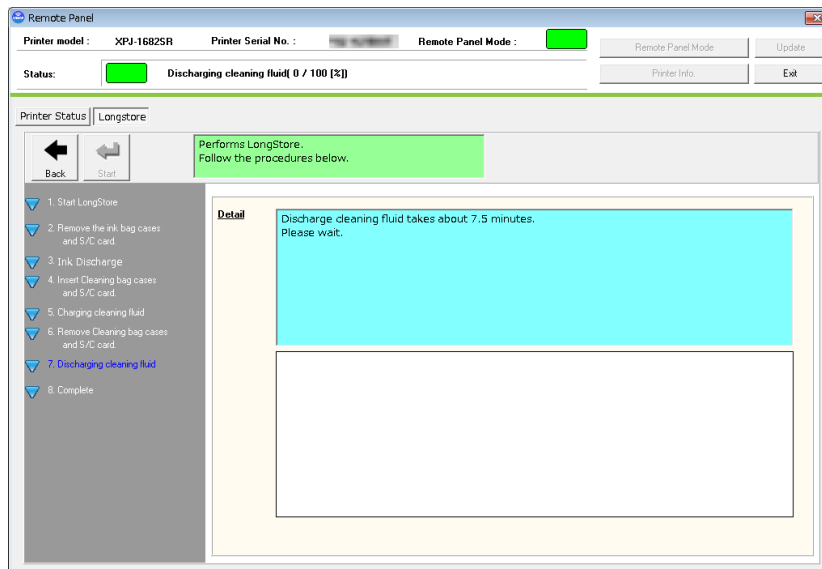 Remote Panel
Printer model : XPJ-1682SR Printer Serial No. : Remote Panel Mode :
Remote Panel Mode Update
Status: Discharging cleaning fluid( 0 / 100 [%])
Printer Info. Exit
Printer Status Longstore
Back Start
Performs LongStore.
Follow the procedures below.
1. Start LongStore
2. Remove the ink bag cases
and S/C card.
3. Ink Discharge
4. Insert Cleaning bag cases
and S/C card.
5. Charging cleaning fluid
6. Remove Cleaning bag cases
and S/C card.
7. Discharging cleaning fluid
8. Complete
Detail
Discharge cleaning fluid takes about 7.5 minutes.
Please wait.